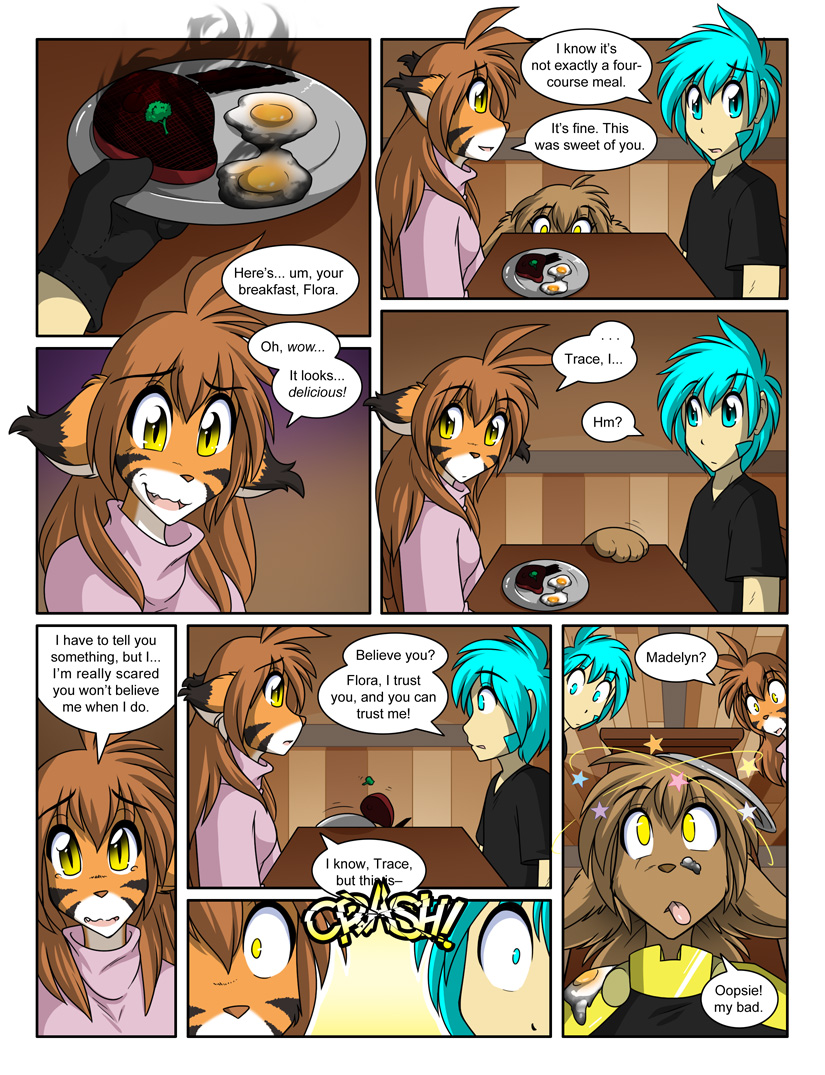 Here's... um, your
breakfast, Flora.
I know it's
not exactly a four-
course meal.
It's fine. This
was sweet of you.
Oh, wow...
It looks...
delicious!
. . .
Trace, I...
Hm?
I have to tell you
something, but I...
I'm really scared
you won't believe
me when I do.
Believe you?
Flora, I trust
you, and you can
trust me!
I know, Trace,
but this is–
CRASH!
Madelyn?
Oopsie!
my bad.